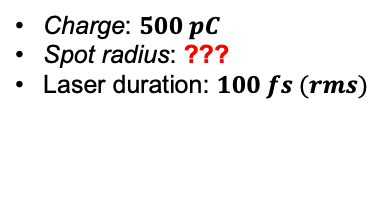 • Charge: 500 pC
• Spot radius: ???
• Laser duration: 100 fs (rms)